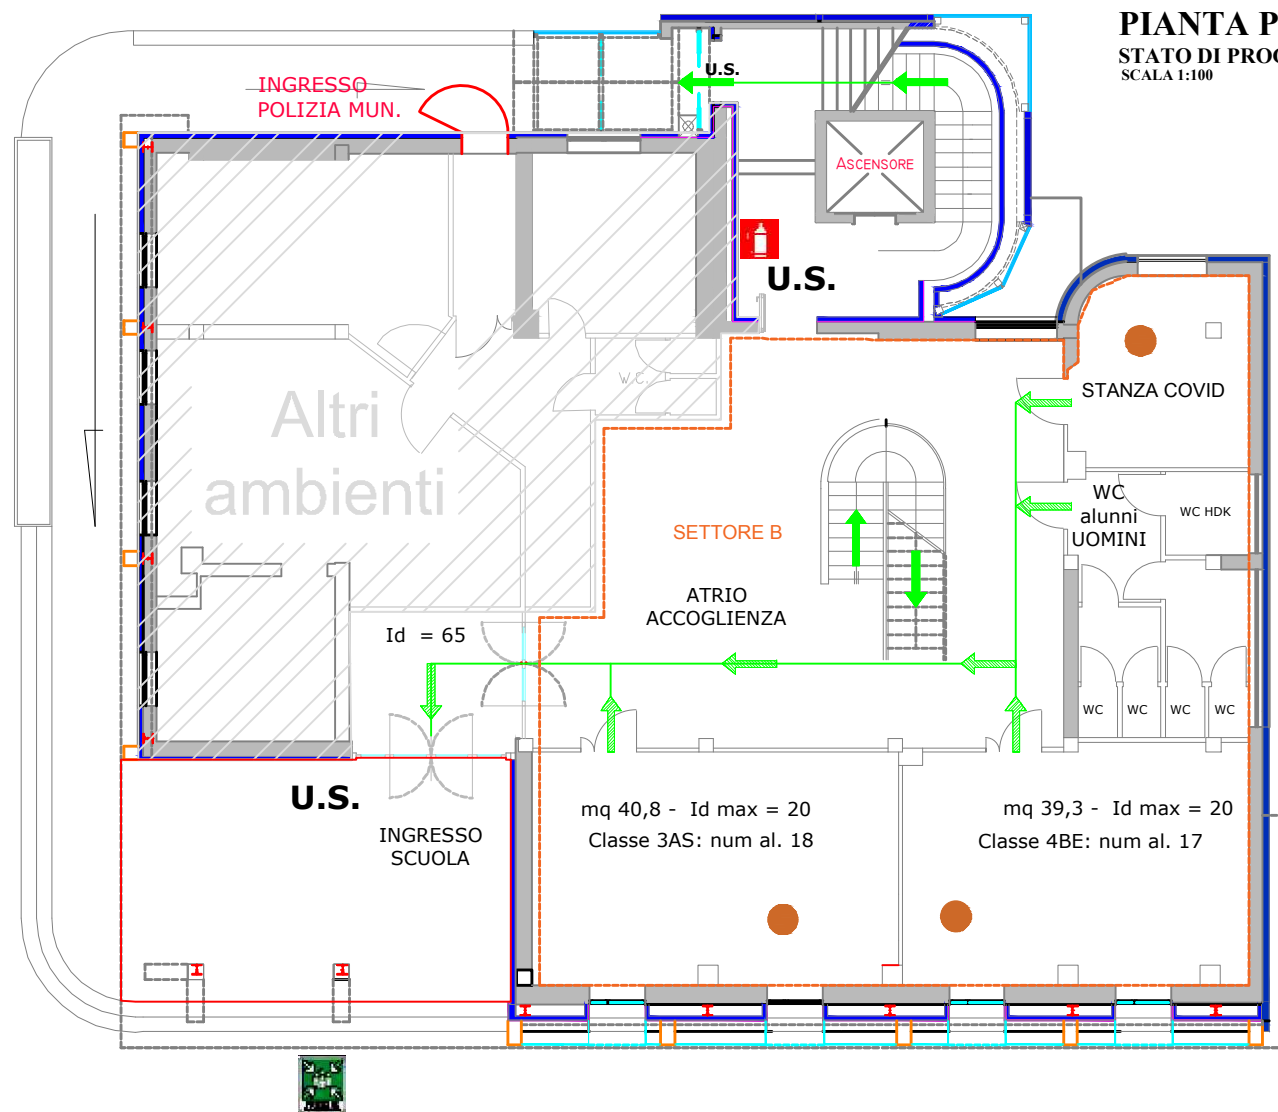 PIANTA P
STATO DI PROG
SCALA 1:100
INGRESSO
POLIZIA MUN.
U.S.
ASCENSORE
U.S.
W.C.
Altri
ambienti
STANZA COVID
WC
alunni
UOMINI
WC HDK
SETTORE B
ATRIO
ACCOGLIENZA
Id = 65
WC
WC
WC
WC
U.S.
INGRESSO
SCUOLA
mq 40,8 - Id max = 20
Classe 3AS: num al. 18
mq 39,3 - Id max = 20
Classe 4BE: num al. 17